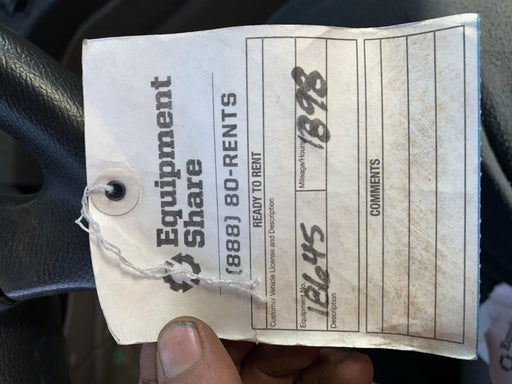 Equipment
Share
(888) 80-RENTS
READY TO RENT
Customer Vehicle License and Description
Equipment No. Mileage/Hours
12645 1898
Description
COMMENTS